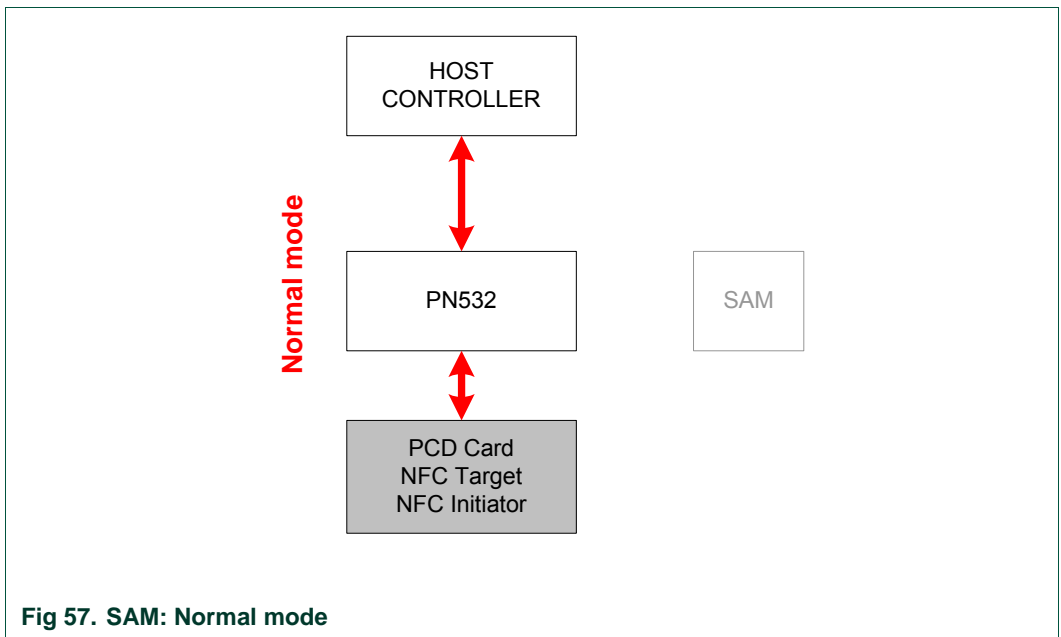 HOST
CONTROLLER
Normal mode
PN532
SAM
PCD Card
NFC Target
NFC Initiator
Fig 57. SAM: Normal mode